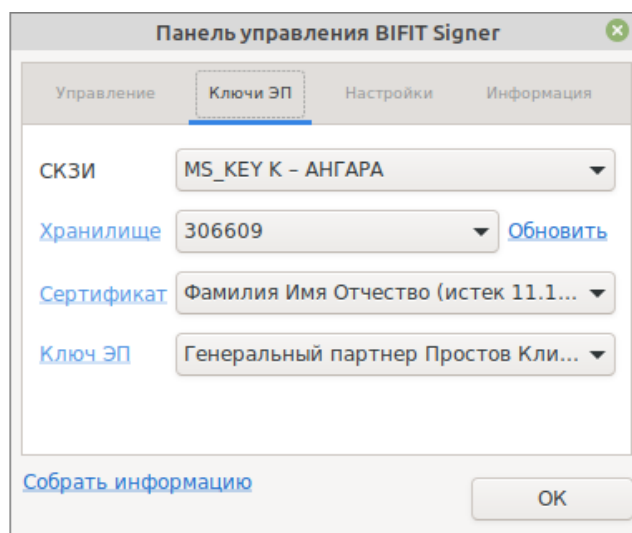 Панель управления BIFIT Signer
Управление Ключи ЭП Настройки Информация
СКЗИ MS_KEY K – АНГАРА
Хранилище 306609 Обновить
Сертификат Фамилия Имя Отчество (истек 11.1...
Ключ ЭП Генеральный партнер Простов Кли...
Собрать информацию
ОК